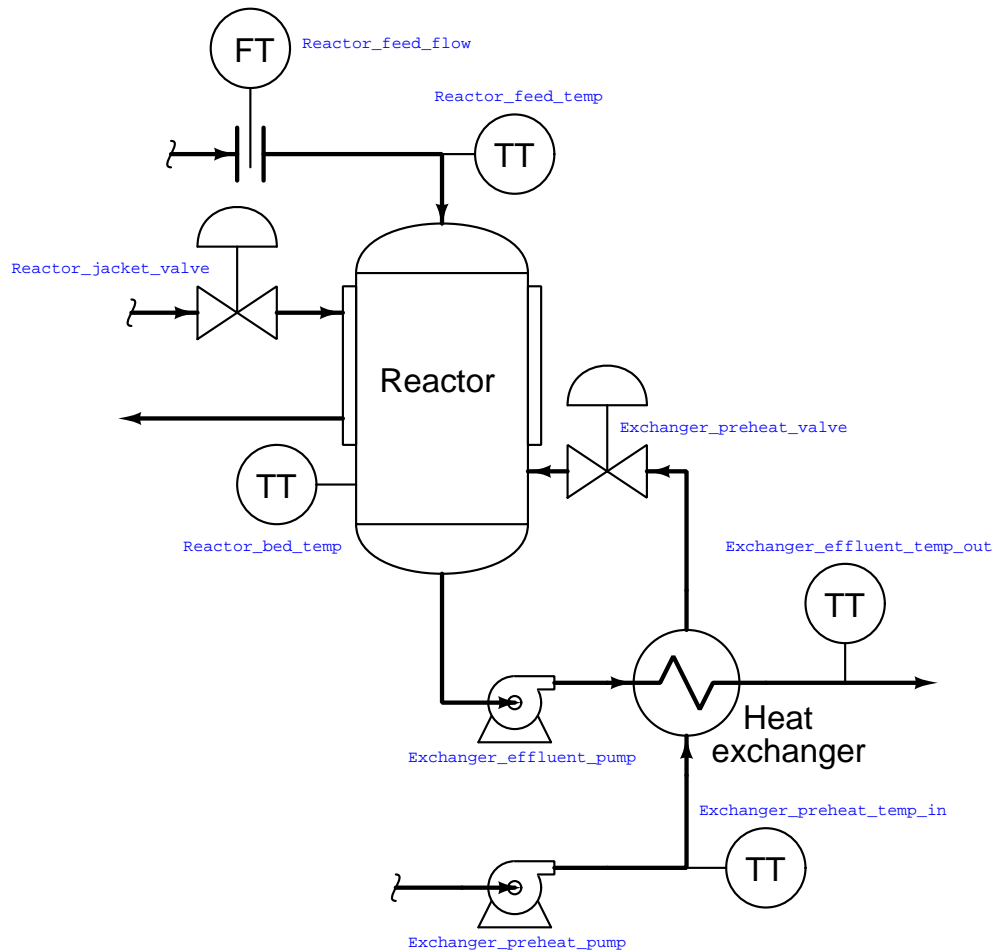 FT
Reactor_feed_flow
Reactor_feed_temp
TT
Reactor_jacket_valve
Reactor
Exchanger_preheat_valve
TT
Reactor_bed_temp
Exchanger_effluent_temp_out
TT
Heat
exchanger
Exchanger_effluent_pump
Exchanger_preheat_temp_in
TT
Exchanger_preheat_pump